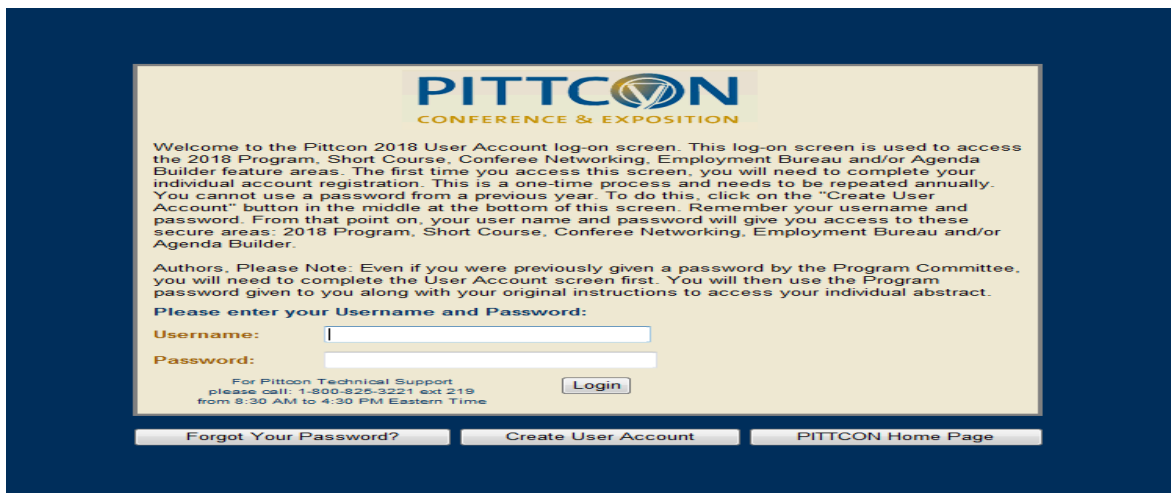 PITTCON
CONFERENCE & EXPOSITION
Welcome to the Pittcon 2018 User Account log-on screen. This log-on screen is used to access
the 2018 Program, Short Course, Conferee Networking, Employment Bureau and/or Agenda
Builder feature areas. The first time you access this screen, you will need to complete your
individual account registration. This is a one-time process and needs to be repeated annually.
You cannot use a password from a previous year. To do this, click on the "Create User
Account" button in the middle at the bottom of this screen. Remember your username and
password. From that point on, your user name and password will give you access to these
secure areas: 2018 Program, Short Course, Conferee Networking, Employment Bureau and/or
Agenda Builder.
Authors, Please Note: Even if you were previously given a password by the Program Committee,
you will need to complete the User Account screen first. You will then use the Program
password given to you along with your original instructions to access your individual abstract.
Please enter your Username and Password:
Username:
Password:
For Pittcon Technical Support
please call: 1-800-825-3221 ext 219
from 8:30 AM to 4:30 PM Eastern Time
Login
Forgot Your Password?
Create User Account
PITTCON Home Page